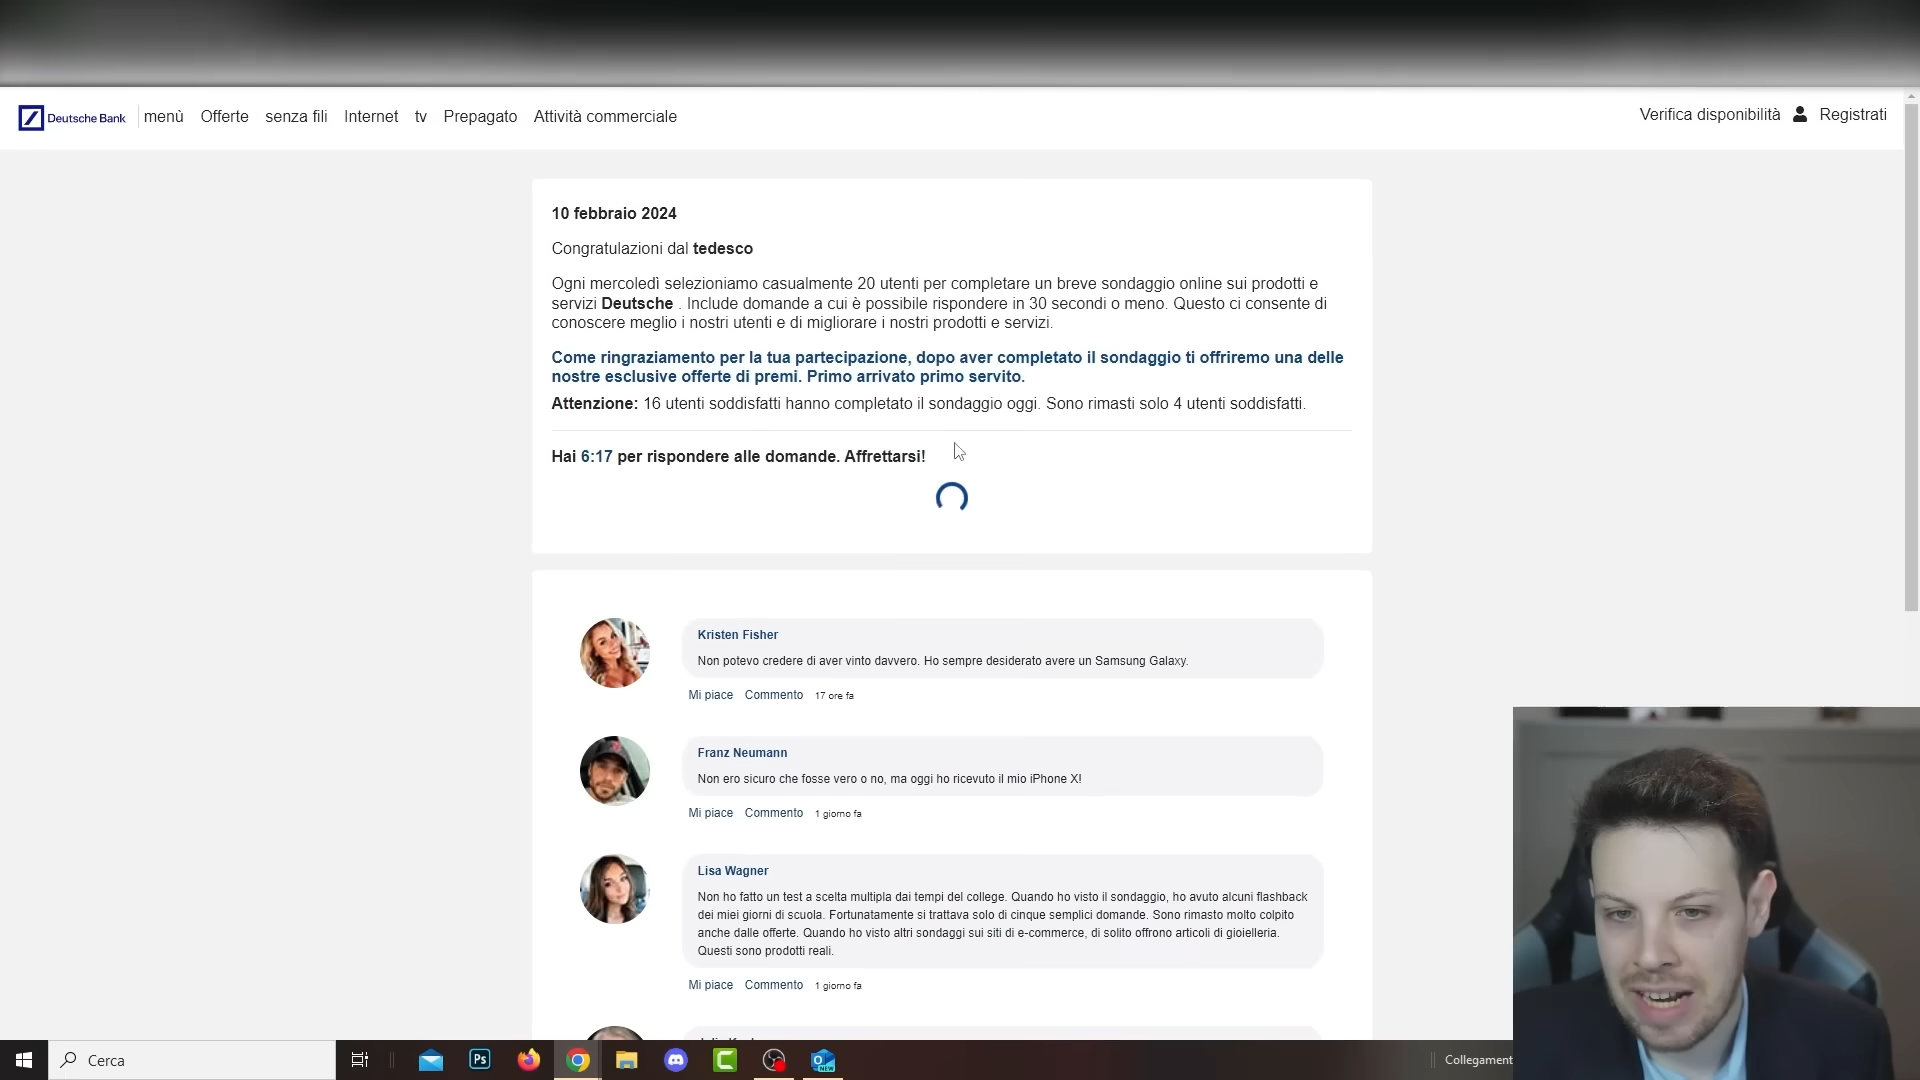 Deutsche Bank menù Offerte senza fili Internet tv Prepagato Attività commerciale Verifica disponibilità Registrati
10 febbraio 2024
Congratulazioni dal tedesco
Ogni mercoledì selezioniamo casualmente 20 utenti per completare un breve sondaggio online sui prodotti e
servizi Deutsche . Include domande a cui è possibile rispondere in 30 secondi o meno. Questo ci consente di
conoscere meglio i nostri utenti e di migliorare i nostri prodotti e servizi.
Come ringraziamento per la tua partecipazione, dopo aver completato il sondaggio ti offriremo una delle
nostre esclusive offerte di premi. Primo arrivato primo servito.
Attenzione: 16 utenti soddisfatti hanno completato il sondaggio oggi. Sono rimasti solo 4 utenti soddisfatti.
Hai 6:17 per rispondere alle domande. Affrettarsi!
Kristen Fisher
Non potevo credere di aver vinto davvero. Ho sempre desiderato avere un Samsung Galaxy.
Mi piace Commento 17 ore fa
Franz Neumann
Non ero sicuro che fosse vero o no, ma oggi ho ricevuto il mio iPhone X!
Mi piace Commento 1 giorno fa
Lisa Wagner
Non ho fatto un test a scelta multipla dai tempi del college. Quando ho visto il sondaggio, ho avuto alcuni flashback
dei miei giorni di scuola. Fortunatamente si trattava solo di cinque semplici domande. Sono rimasto molto colpito
anche dalle offerte. Quando ho visto altri sondaggi sui siti di e-commerce, di solito offrono articoli di gioielleria.
Questi sono prodotti reali.
Mi piace Commento 1 giorno fa
Cerca Ps NEW Collegament